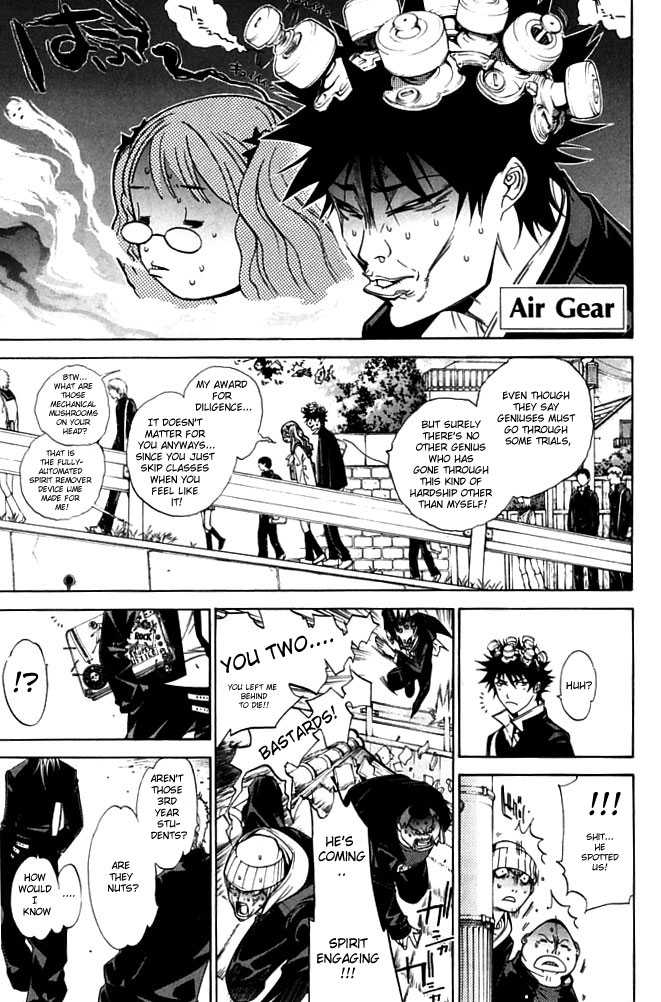 ばふ〜
Air Gear
EVEN THOUGH
THEY SAY
GENIUSES MUST
GO THROUGH
SOME TRIALS,
BUT SURELY
THERE'S NO
OTHER GENIUS
WHO HAS
GONE THROUGH
THIS KIND OF
HARDSHIP OTHER
THAN MYSELF!
MY AWARD
FOR
DILIGENCE...
IT DOESN'T
MATTER FOR
YOU ANYWAYS...
SINCE YOU JUST
SKIP CLASSES
WHEN YOU
FEEL LIKE
IT!
BTW...
WHAT ARE
THOSE
MECHANICAL
MUSHROOMS
ON YOUR
HEAD?
THAT IS
THE FULLY-
AUTOMATED
SPIRIT REMOVER
DEVICE UME
MADE FOR
ME!
HUH?
!!!
SHIT...
HE
SPOTTED
US!
YOU TWO....
YOU LEFT ME
BEHIND
TO DIE!!
BASTARDS!
HE'S
COMING
..
SPIRIT
ENGAGING
!!!
!?
ROCK
AREN'T
THOSE
3RD
YEAR
STU-
DENTS?
ARE
THEY
NUTS?
....
HOW
WOULD
I
KNOW